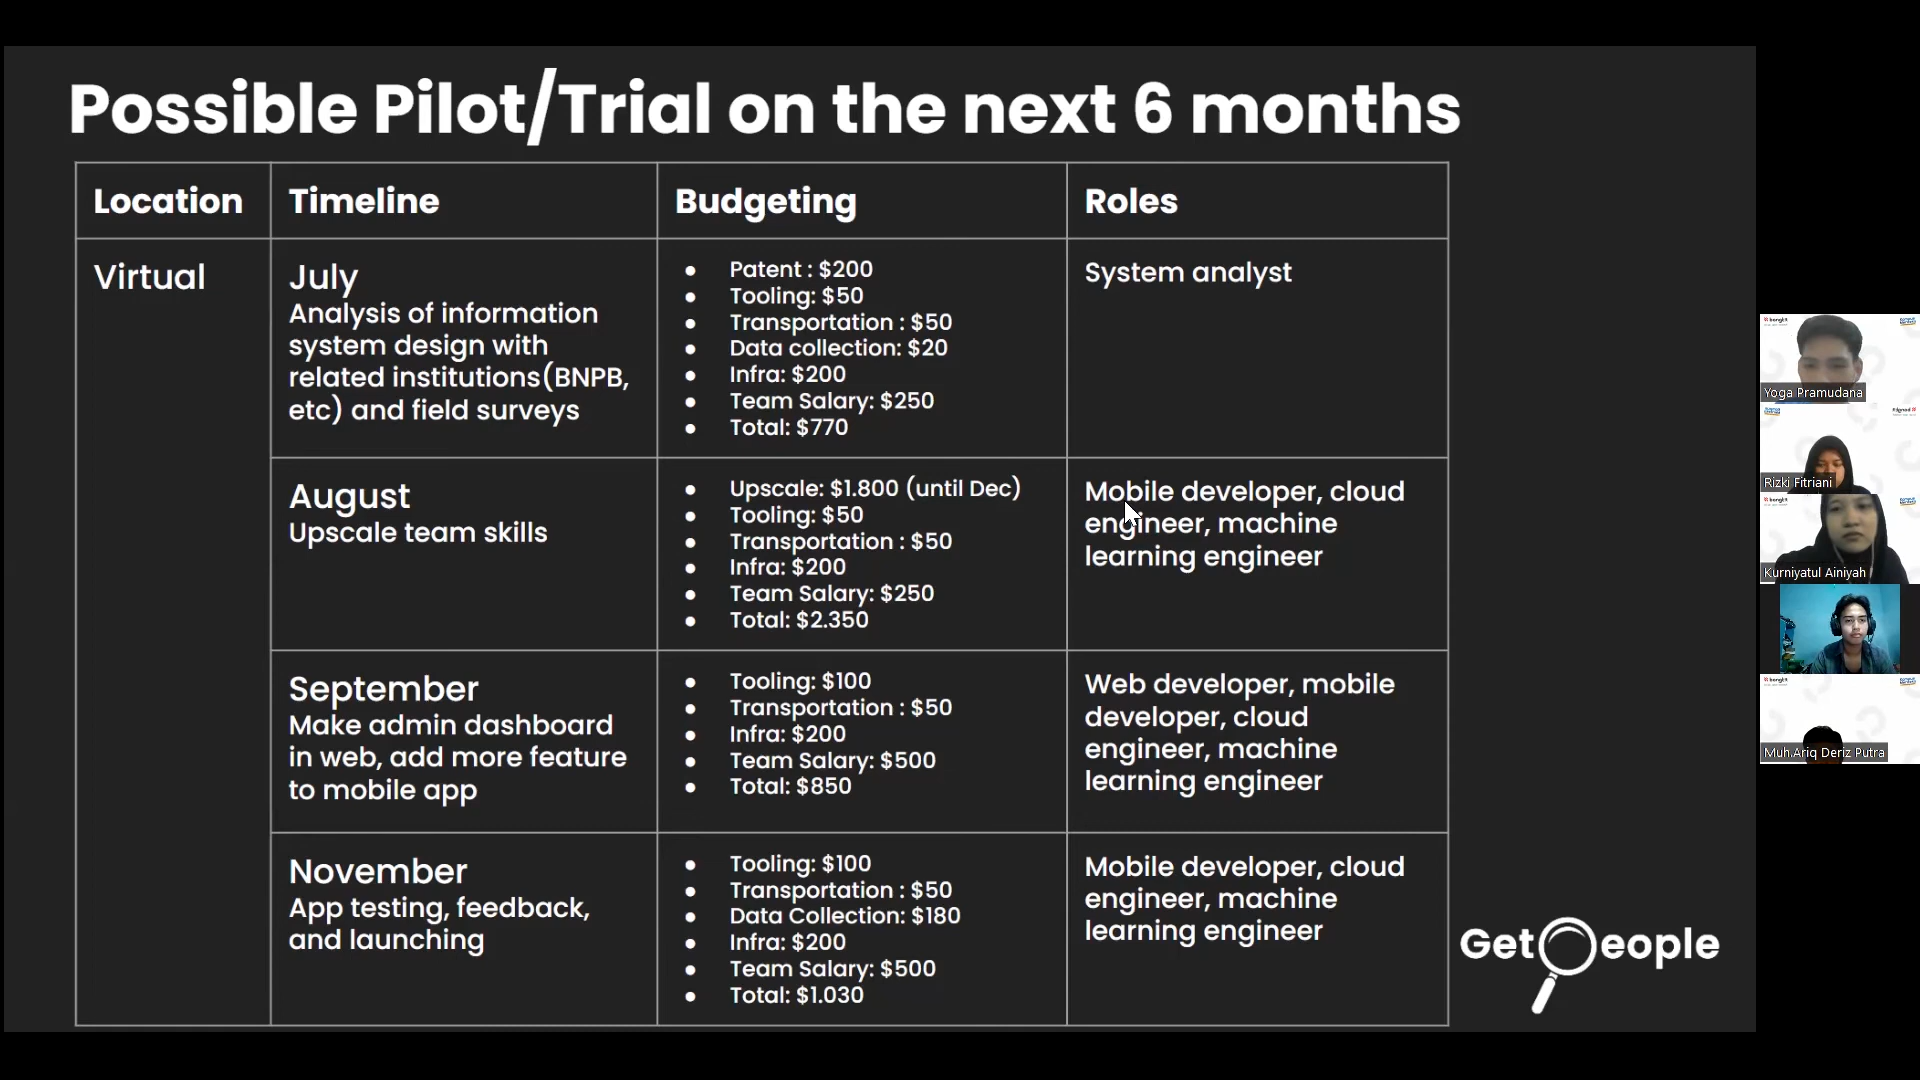 Possible Pilot/Trial on the next 6 months
Location
Timeline
Budgeting
Roles
Virtual
July
Analysis of information
system design with
related institutions(BNPB,
etc) and field surveys
● Patent : $200
● Tooling: $50
● Transportation : $50
● Data collection: $20
● Infra: $200
● Team Salary: $250
● Total: $770
System analyst
August
Upscale team skills
● Upscale: $1.800 (until Dec)
● Tooling: $50
● Transportation : $50
● Infra: $200
● Team Salary: $250
● Total: $2.350
Mobile developer, cloud
engineer, machine
learning engineer
September
Make admin dashboard
in web, add more feature
to mobile app
● Tooling: $100
● Transportation : $50
● Infra: $200
● Team Salary: $500
● Total: $850
Web developer, mobile
developer, cloud
engineer, machine
learning engineer
November
App testing, feedback,
and launching
● Tooling: $100
● Transportation : $50
● Data Collection: $180
● Infra: $200
● Team Salary: $500
● Total: $1.030
Mobile developer, cloud
engineer, machine
learning engineer
Get eople
bangkit
Yoga Pramudana
Rizki Fitriani
bangkit
Kurniyatul Ainiyah
bangkit
Muh.Ariq Deriz Putra